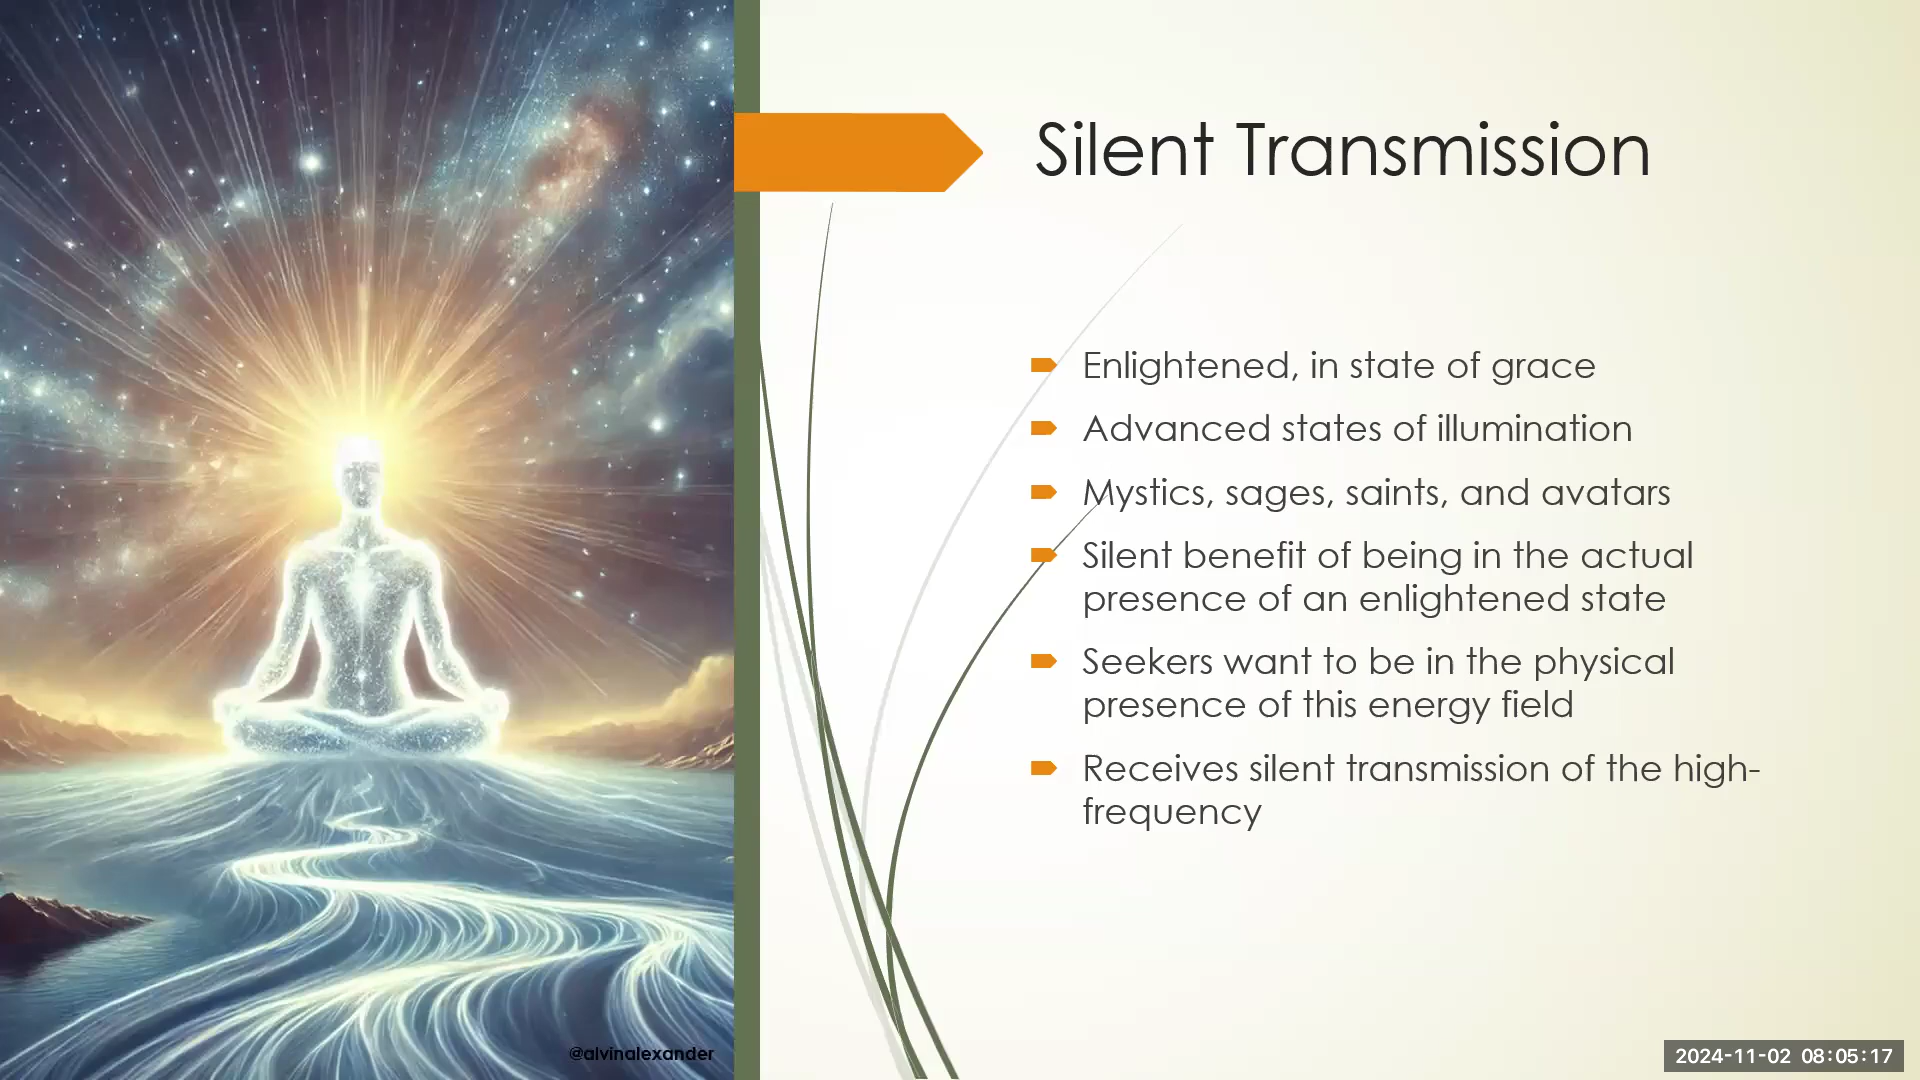 Silent Transmission
Enlightened, in state of grace
Advanced states of illumination
Mystics, sages, saints, and avatars
Silent benefit of being in the actual
presence of an enlightened state
Seekers want to be in the physical
presence of this energy field
Receives silent transmission of the high-
frequency
@alvinalexander
2024-11-02 08:05:17